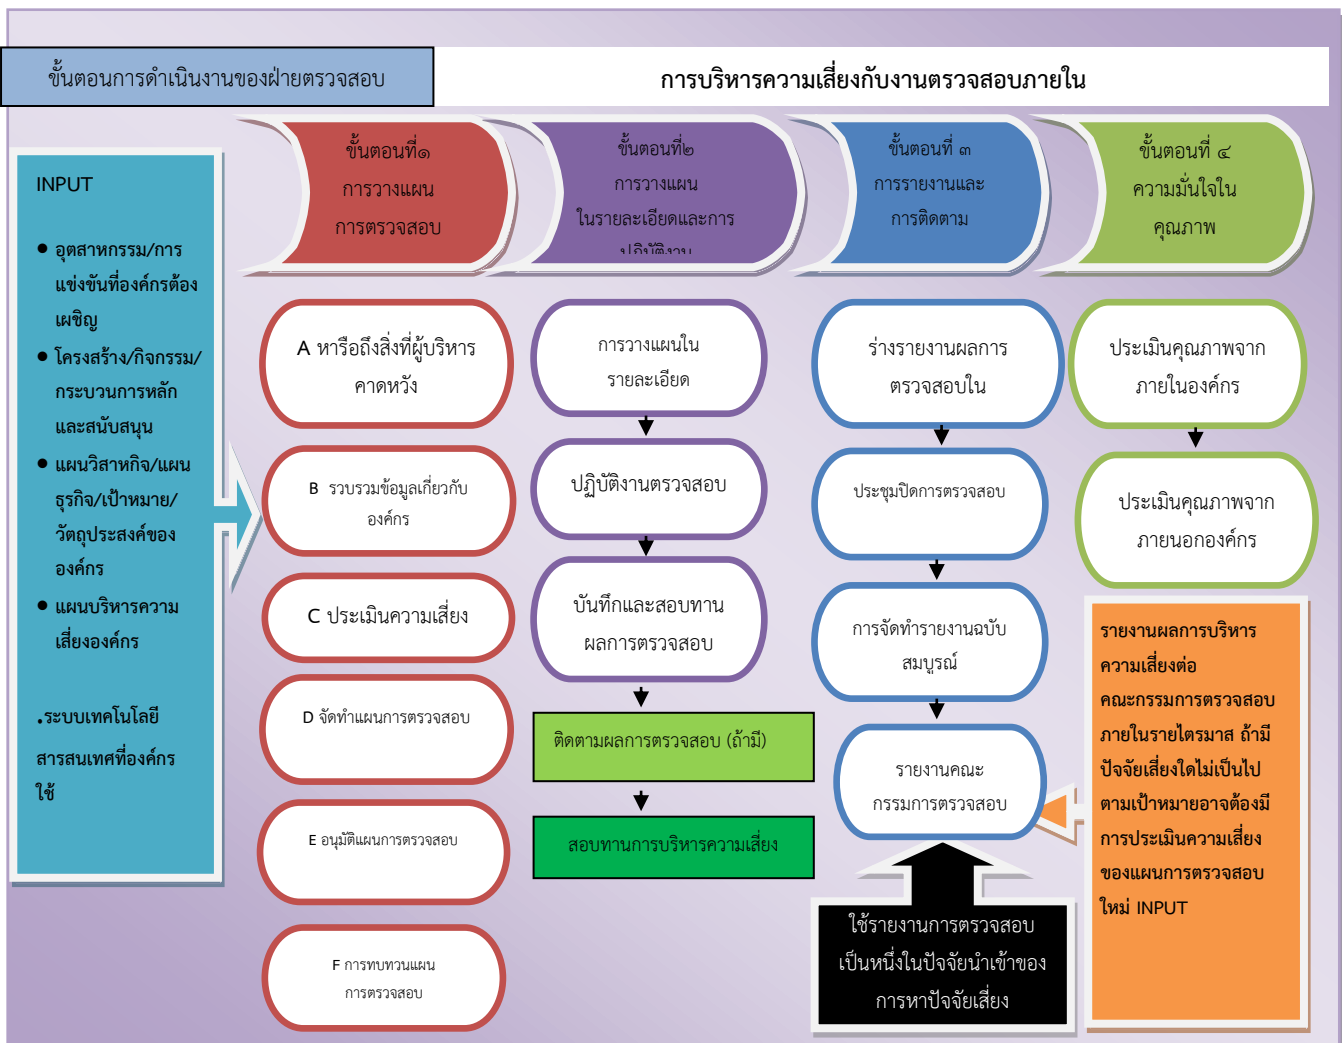 ขั้นตอนการดำเนินงานของฝ่ายตรวจสอบ
การบริหารความเสี่ยงกับงานตรวจสอบภายใน
INPUT
• อุตสาหกรรม/การ
แข่งขันที่องค์กรต้อง
เผชิญ
• โครงสร้าง/กิจกรรม/
กระบวนการหลัก
และสนับสนุน
• แผนวิสาหกิจ/แผน
ธุรกิจ/เป้าหมาย/
วัตถุประสงค์ของ
องค์กร
• แผนบริหารความ
เสี่ยงองค์กร
.ระบบเทคโนโลยี
สารสนเทศที่องค์กร
ใช้
ขั้นตอนที่๑
การวางแผน
การตรวจสอบ
A หารือถึงสิ่งที่ผู้บริหาร
คาดหวัง
B รวบรวมข้อมูลเกี่ยวกับ
องค์กร
C ประเมินความเสี่ยง
D จัดทำแผนการตรวจสอบ
E อนุมัติแผนการตรวจสอบ
F การทบทวนแผน
การตรวจสอบ
ขั้นตอนที่๒
การวางแผน
ในรายละเอียดและการ
ปฏิบัติงาน
การวางแผนใน
รายละเอียด
ปฏิบัติงานตรวจสอบ
บันทึกและสอบทาน
ผลการตรวจสอบ
ติดตามผลการตรวจสอบ (ถ้ามี)
สอบทานการบริหารความเสี่ยง
ขั้นตอนที่ ๓
การรายงานและ
การติดตาม
ร่างรายงานผลการ
ตรวจสอบใน
ประชุมปิดการตรวจสอบ
การจัดทำรายงานฉบับ
สมบูรณ์
รายงานคณะ
กรรมการตรวจสอบ
ใช้รายงานการตรวจสอบ
เป็นหนึ่งในปัจจัยนำเข้าของ
การหาปัจจัยเสี่ยง
ขั้นตอนที่ ๔
ความมั่นใจใน
คุณภาพ
ประเมินคุณภาพจาก
ภายในองค์กร
ประเมินคุณภาพจาก
ภายนอกองค์กร
รายงานผลการบริหาร
ความเสี่ยงต่อ
คณะกรรมการตรวจสอบ
ภายในรายไตรมาส ถ้ามี
ปัจจัยเสี่ยงใดไม่เป็นไป
ตามเป้าหมายอาจต้องมี
การประเมินความเสี่ยง
ของแผนการตรวจสอบ
ใหม่ INPUT